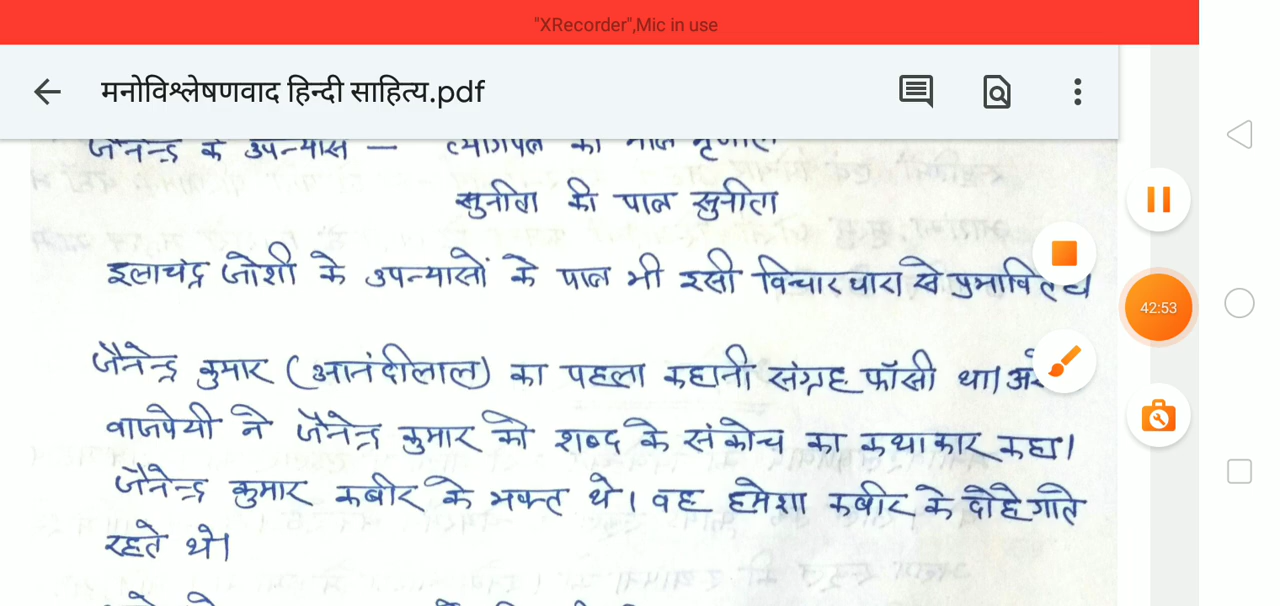 "XRecorder",Mic in use
मनोविश्लेषणवाद हिन्दी साहित्य.pdf
जैनेन्द्र के उपन्यास —
सुनीता की पात्र सुनीता
इलाचंद्र जोशी के उपन्यासों के पात्र भी इसी विचारधारा से प्रभावित
42:53
जैनेन्द्र कुमार (आनंदीलाल) का पहला कहानी संग्रह फॉसी था।
वाजपेयी ने जैनेन्द्र कुमार को शब्द के संकोच का कथाकार कहा।
जैनेन्द्र कुमार कबीर के भक्त थे। वह हमेशा कबीर के दोहे गाते
रहते थे।